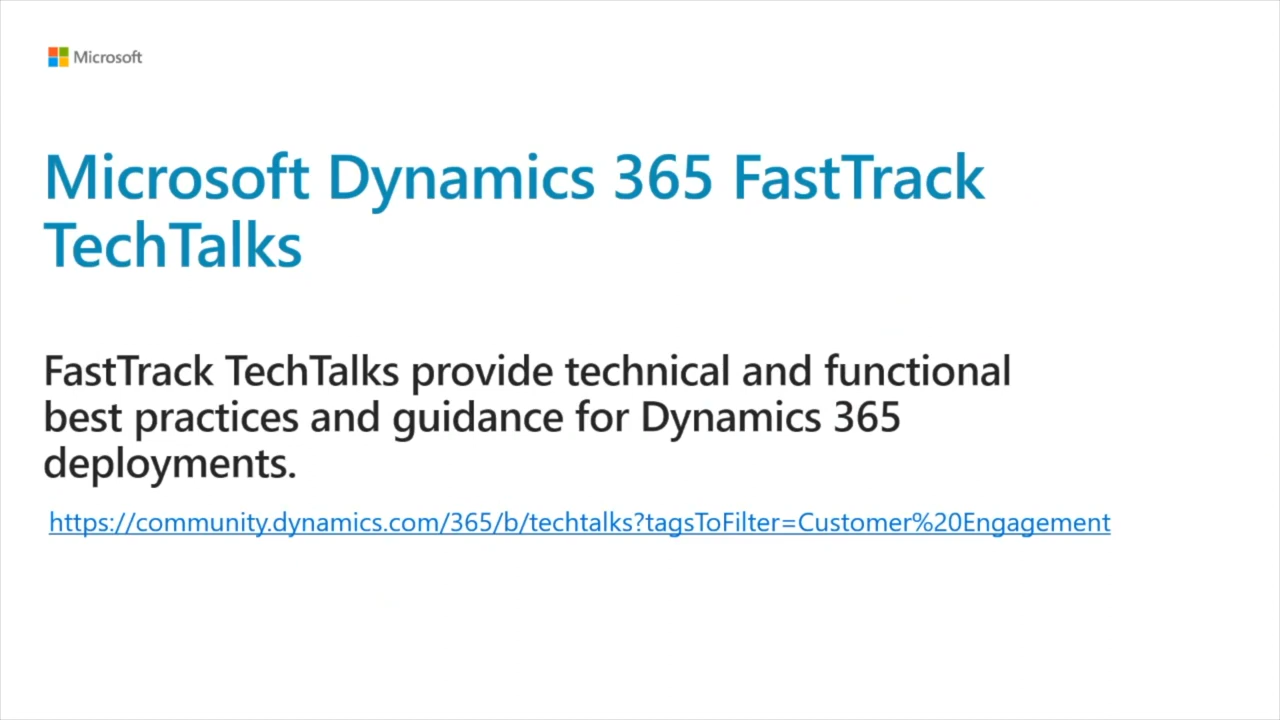 Microsoft
Microsoft Dynamics 365 FastTrack
TechTalks
FastTrack TechTalks provide technical and functional
best practices and guidance for Dynamics 365
deployments.
https://community.dynamics.com/365/b/techtalks?tagsToFilter=Customer%20Engagement